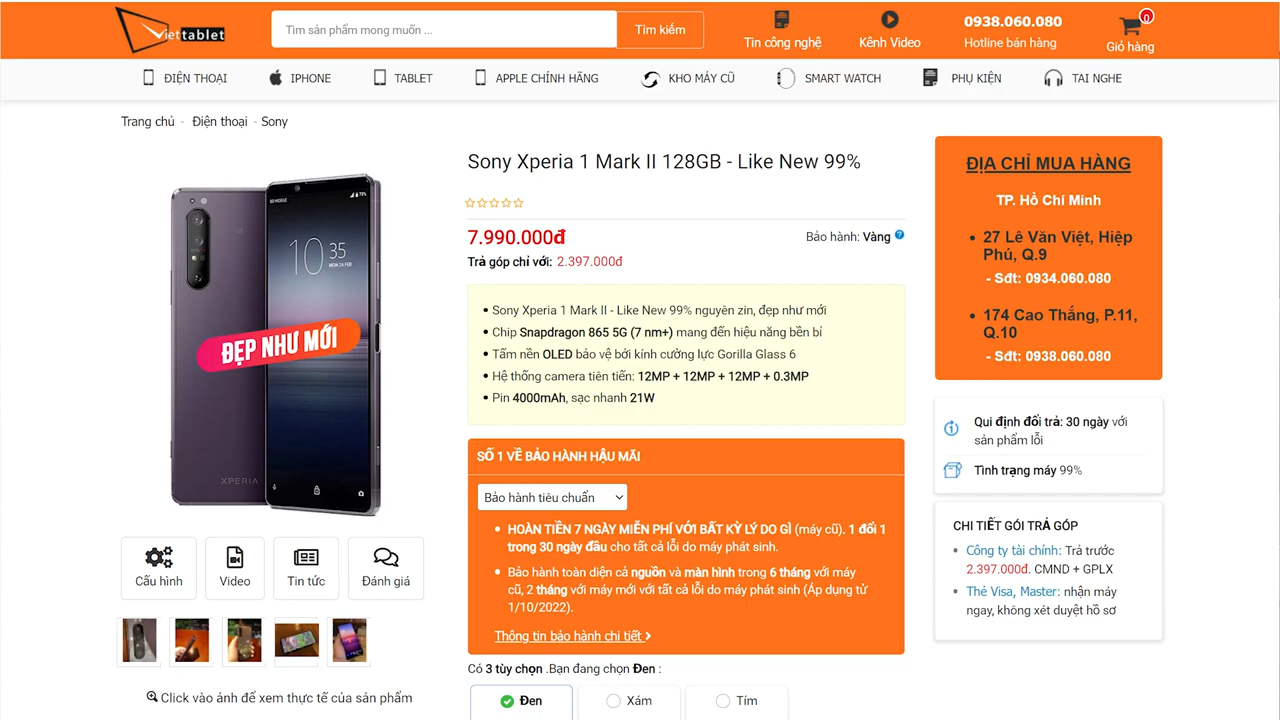 Viettablet
Tìm sản phẩm mong muốn ...
Tìm kiếm
Tin công nghệ
Kênh Video
0938.060.080
Hotline bán hàng
0
Giỏ hàng
ĐIỆN THOẠI
IPHONE
TABLET
APPLE CHÍNH HÃNG
KHO MÁY CŨ
SMART WATCH
PHỤ KIỆN
TAI NGHE
Trang chủ - Điện thoại - Sony
10 35
ĐẸP NHƯ MỚI
XPERIA
Cấu hình
Video
Tin tức
Đánh giá
Click vào ảnh để xem thực tế của sản phẩm
Sony Xperia 1 Mark II 128GB - Like New 99%
7.990.000đ
Bảo hành: Vàng
Trả góp chỉ với: 2.397.000đ
Sony Xperia 1 Mark II - Like New 99% nguyên zin, đẹp như mới
Chip Snapdragon 865 5G (7 nm+) mang đến hiệu năng bền bỉ
Tấm nền OLED bảo vệ bởi kính cường lực Gorilla Glass 6
Hệ thống camera tiên tiến: 12MP + 12MP + 12MP + 0.3MP
Pin 4000mAh, sạc nhanh 21W
SỐ 1 VỀ BẢO HÀNH HẬU MÃI
Bảo hành tiêu chuẩn
HOÀN TIỀN 7 NGÀY MIỄN PHÍ VỚI BẤT KỲ LÝ DO GÌ (máy cũ). 1 đổi 1
trong 30 ngày đầu cho tất cả lỗi do máy phát sinh.
Bảo hành toàn diện cả nguồn và màn hình trong 6 tháng với máy
cũ, 2 tháng với máy mới với tất cả lỗi do máy phát sinh (Áp dụng từ
1/10/2022).
Thông tin bảo hành chi tiết
Có 3 tùy chọn .Bạn đang chọn Đen :
Đen
Xám
Tím
ĐỊA CHỈ MUA HÀNG
TP. Hồ Chí Minh
27 Lê Văn Việt, Hiệp
Phú, Q.9
- Sđt: 0934.060.080
174 Cao Thắng, P.11,
Q.10
- Sđt: 0938.060.080
Qui định đổi trả: 30 ngày với
sản phẩm lỗi
Tình trạng máy 99%
CHI TIẾT GÓI TRẢ GÓP
Công ty tài chính: Trả trước
2.397.000đ. CMND + GPLX
Thẻ Visa, Master: nhận máy
ngay, không xét duyệt hồ sơ